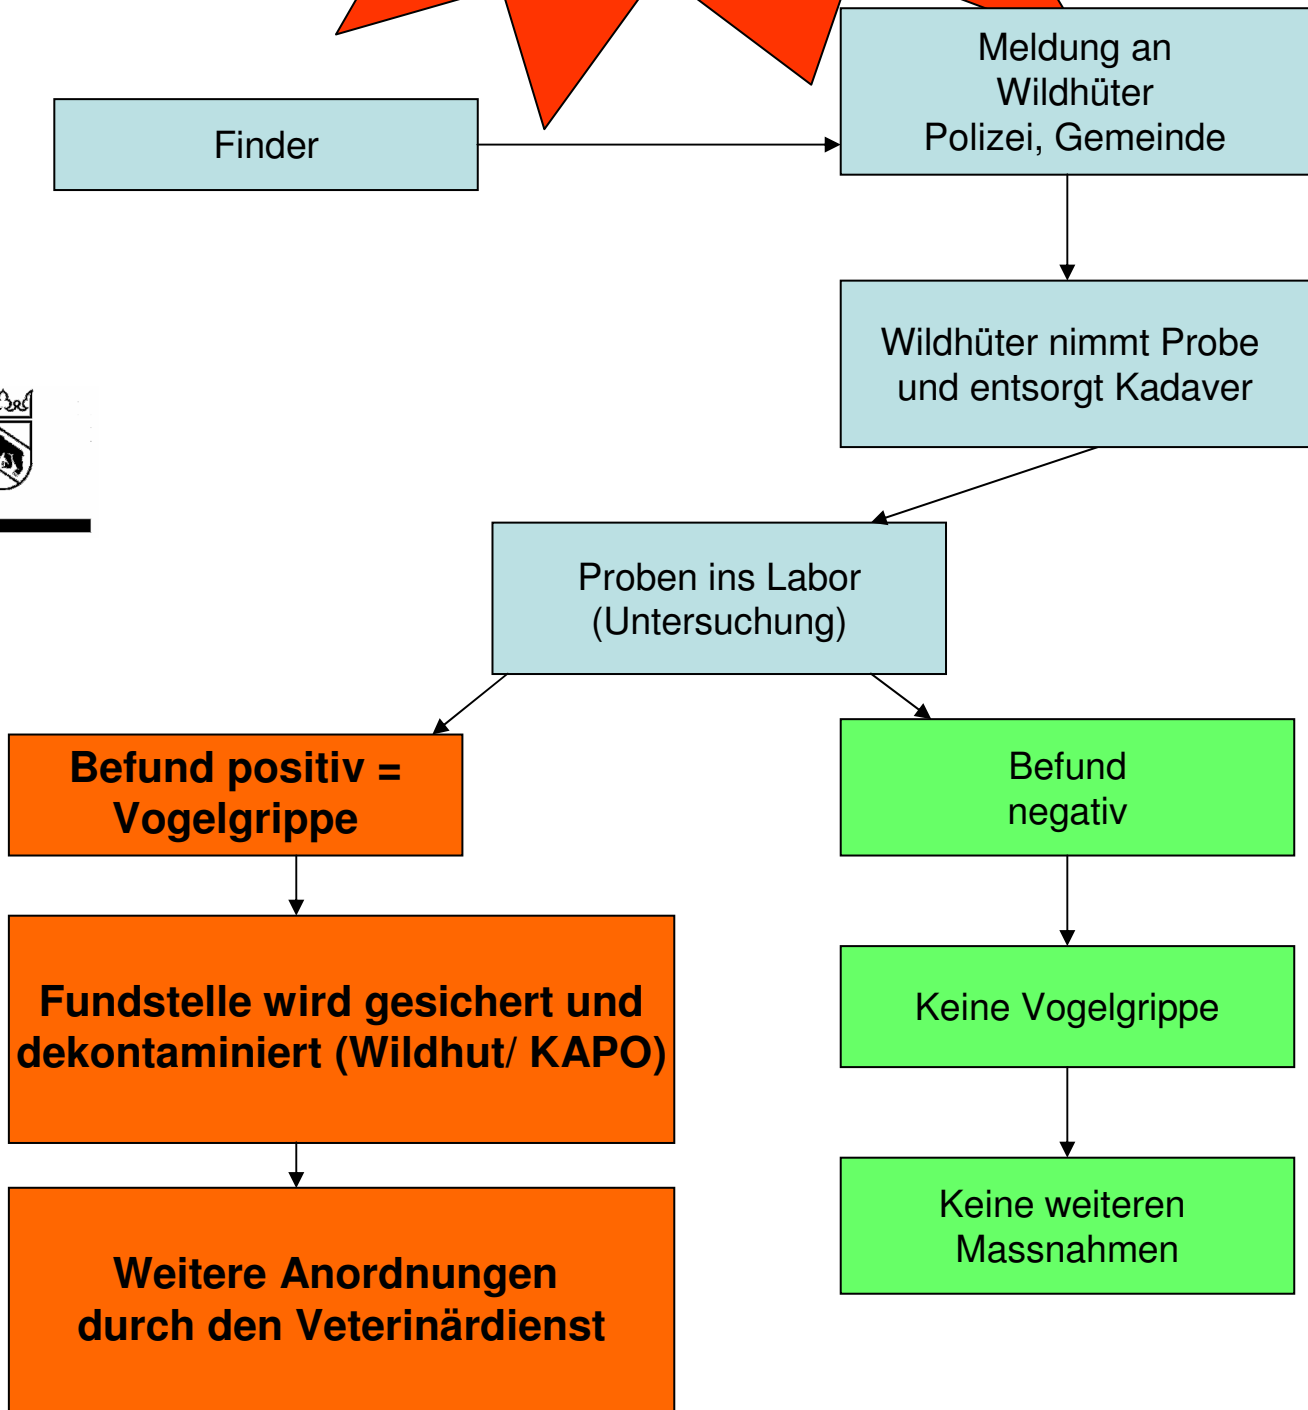 Meldung an
Wildhüter
Polizei, Gemeinde
Finder
Wildhüter nimmt Probe
und entsorgt Kadaver
Proben ins Labor
(Untersuchung)
Befund positiv =
Vogelgrippe
Befund
negativ
Fundstelle wird gesichert und
dekontaminiert (Wildhut/ KAPO)
Keine Vogelgrippe
Weitere Anordnungen
durch den Veterinärdienst
Keine weiteren
Massnahmen